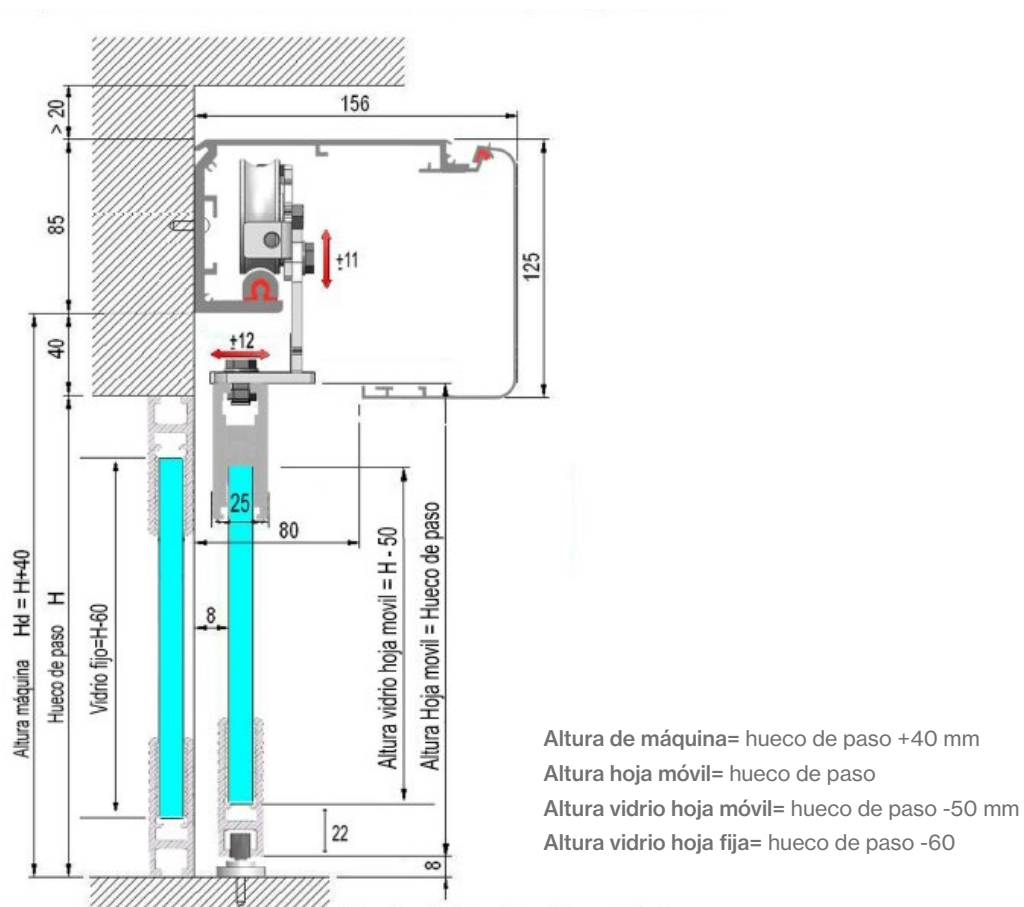 156
> 20
85
±11
125
40
±12
25
80
8
Altura máquina Hd = H+40
Hueco de paso H
Vidrio fijo=H-60
Altura vidrio hoja movil = H - 50
Altura Hoja movil = Hueco de paso
22
8
Altura de máquina= hueco de paso +40 mm
Altura hoja móvil= hueco de paso
Altura vidrio hoja móvil= hueco de paso -50 mm
Altura vidrio hoja fija= hueco de paso -60